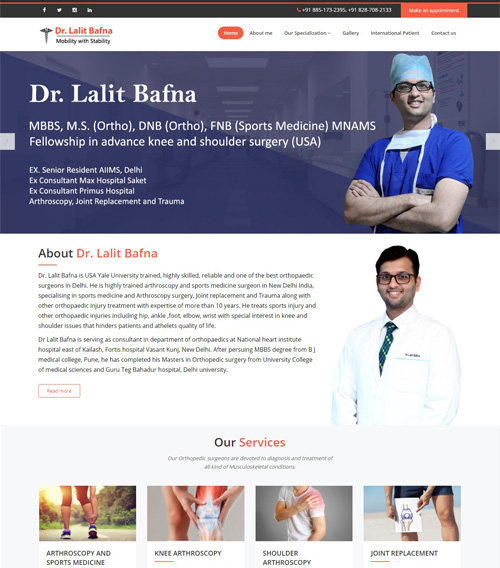 +91 885-173-2395, +91 828-708-2133
Make an appointment
Dr. Lalit Bafna
Mobility with Stability
Home
About me
Our Specialization
Gallery
International Patient
Contact us
Dr. Lalit Bafna
MBBS, M.S. (Ortho), DNB (Ortho), FNB (Sports Medicine) MNAMS
Fellowship in advance knee and shoulder surgery (USA)
EX. Senior Resident AIIMS, Delhi
Ex Consultant Max Hospital Saket
Ex Consultant Primus Hospital
Arthroscopy, Joint Replacement and Trauma
About Dr. Lalit Bafna
Dr. Lalit Bafna is USA Yale University trained, highly skilled, reliable and one of the best orthopaedic
surgeons in Delhi. He is highly trained arthroscopy and sports medicine surgeon in New Delhi India,
specialising in sports medicine and Arthroscopy surgery, Joint replacement and Trauma along with
other orthopaedic injury treatment with expertise of more than 10 years. He treats sports injury and
other orthopaedic injuries including hip, ankle ,foot, elbow, wrist with special interest in knee and
shoulder issues that hinders patients and athelets quality of life.
Dr Lalit Bafna is serving as consultant in department of orthopaedics at National heart institute
hospital east of Kailash, Fortis hospital Vasant Kunj, New Delhi. After persuing MBBS degree from B J
medical college, Pune, he has completed his Masters in Orthopedic surgery from University College
of medical sciences and Guru Teg Bahadur hospital, Delhi university.
Read more
Our Services
Our Orthopedic surgeons are devoted to diagnosis and treatment of
all kind of Musculoskeletal conditions.
ARTHROSCOPY AND
SPORTS MEDICINE
KNEE ARTHROSCOPY
SHOULDER
ARTHROSCOPY
JOINT REPLACEMENT